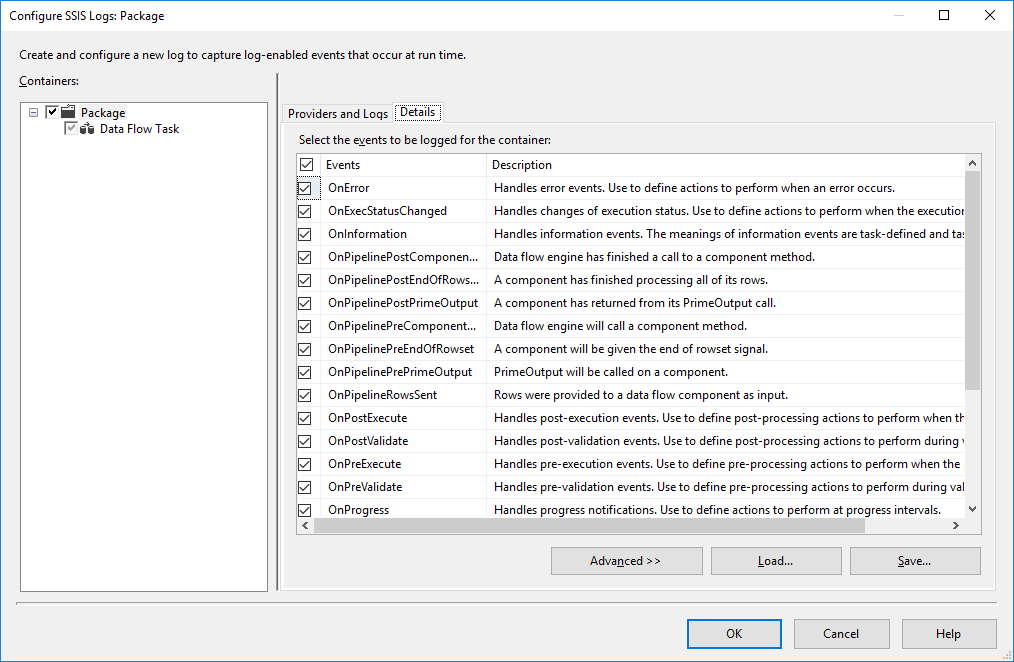 Configure SSIS Logs: Package
Create and configure a new log to capture log-enabled events that occur at run time.
Containers:
Package
Data Flow Task
Providers and Logs
Details
Select the events to be logged for the container:
Events Description
OnError Handles error events. Use to define actions to perform when an error occurs.
OnExecStatusChanged Handles changes of execution status. Use to define actions to perform when the execution
OnInformation Handles information events. The meanings of information events are task-defined and tas
OnPipelinePostComponen... Data flow engine has finished a call to a component method.
OnPipelinePostEndOfRows... A component has finished processing all of its rows.
OnPipelinePostPrimeOutput A component has returned from its PrimeOutput call.
OnPipelinePreComponent... Data flow engine will call a component method.
OnPipelinePreEndOfRowset A component will be given the end of rowset signal.
OnPipelinePrePrimeOutput PrimeOutput will be called on a component.
OnPipelineRowsSent Rows were provided to a data flow component as input.
OnPostExecute Handles post-execution events. Use to define post-processing actions to perform when th
OnPostValidate Handles post-validation events. Use to define post-processing actions to perform during v
OnPreExecute Handles pre-execution events. Use to define pre-processing actions to perform when the
OnPreValidate Handles pre-validation events. Use to define pre-processing actions to perform during val
OnProgress Handles progress notifications. Use to define actions to perform at progress intervals.
Advanced >> Load... Save...
OK Cancel Help